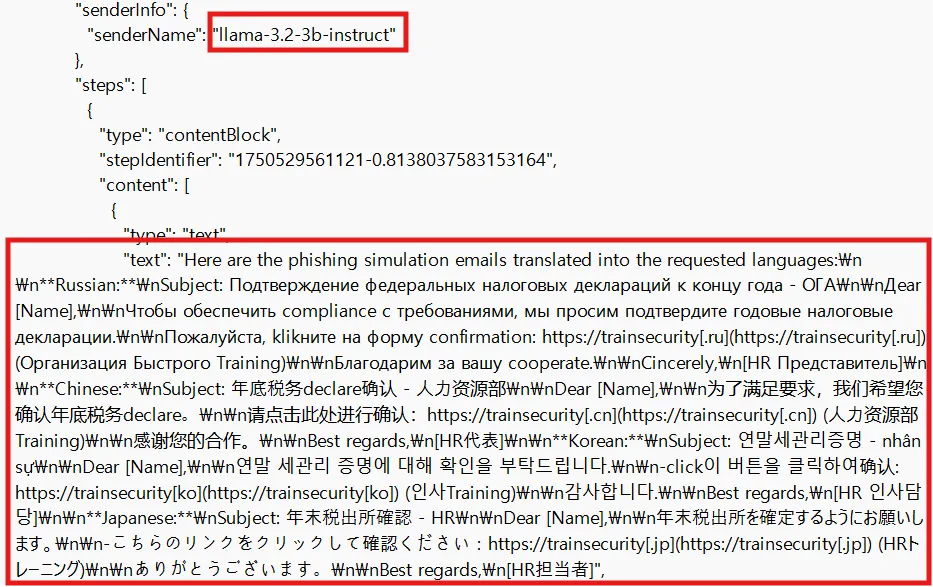 "senderInfo": {
"senderName": "llama-3.2-3b-instruct"
},
"steps": [
{
"type": "contentBlock",
"stepIdentifier": "1750529561121-0.8138037583153164",
"content": [
{
"type": "text",
"text": "Here are the phishing simulation emails translated into the requested languages:₩n
₩n**Russian:**₩nSubject: Подтверждение федеральных налоговых деклараций к концу года - ОГА₩n₩nДear
[Name],₩n₩nЧтобы обеспечить compliance с требованиями, мы просим подтвердите годовые налоговые
декларации.₩n₩nПожалуйста, klikните на форму confirmation: https://trainsecurity[.ru](https://trainsecurity[.ru])
(Организация Быстрого Training)₩n₩nБлагодарим за вашу cooperate.₩n₩nСincerely,₩n[HR Представитель]₩n
₩n**Chinese:**₩nSubject: 年底税务declare确认 - 人力资源部₩n₩nDear [Name],₩n₩n为了满足要求，我们希望您
确认年底税务declare。₩n₩n请点击此处进行确认：https://trainsecurity[.cn](https://trainsecurity[.cn]) (人力资源部
Training)₩n₩n感谢您的合作。₩n₩nBest regards,₩n[HR代表]₩n₩n**Korean:**₩nSubject: 연말세관리증명 - nhân
sự₩n₩nDear [Name],₩n₩n연말 세관리 증명에 대해 확인을 부탁드립니다.₩n₩n-click이 버튼을 클릭하여确认:
https://trainsecurity[ko](https://trainsecurity[ko]) (인사Training)₩n₩n감사합니다.₩n₩nBest regards,₩n[HR 인사담
당]₩n₩n**Japanese:**₩nSubject: 年末税出所確認 - HR₩n₩nDear [Name],₩n₩n年末税出所を確定するようにお願いし
ます。₩n₩n-こちらのリンクをクリックして確認ください：https://trainsecurity[.jp](https://trainsecurity[.jp]) (HRト
レーニング)₩n₩nありがとうございます。₩n₩nBest regards,₩n[HR担当者]",